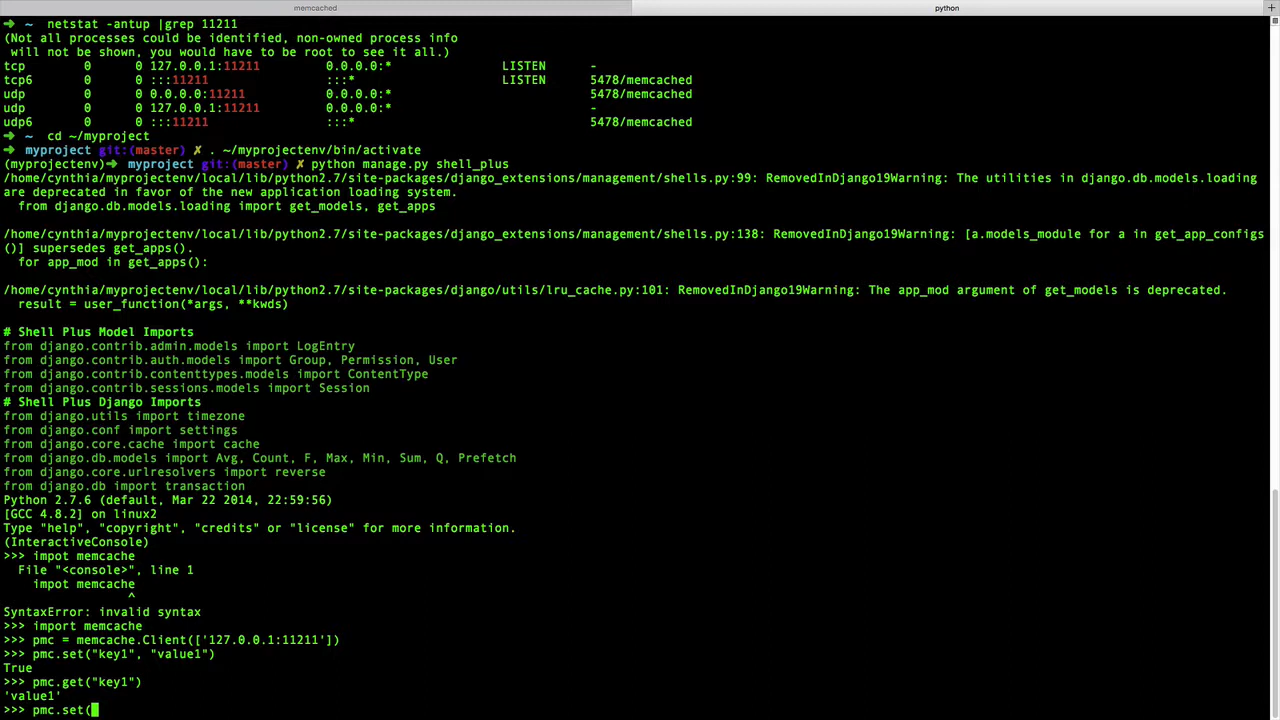 memcached
python
+
➜ ~ netstat -antup |grep 11211
(Not all processes could be identified, non-owned process info
will not be shown, you would have to be root to see it all.)
tcp 0 0 127.0.0.1:11211 0.0.0.0:* LISTEN -
tcp6 0 0 :::11211 :::* LISTEN 5478/memcached
udp 0 0 0.0.0.0:11211 0.0.0.0:* 5478/memcached
udp 0 0 127.0.0.1:11211 0.0.0.0:* -
udp6 0 0 :::11211 :::* 5478/memcached
➜ ~ cd ~/myproject
➜ myproject git:(master) ✗ . ~/myprojectenv/bin/activate
(myprojectenv)➜ myproject git:(master) ✗ python manage.py shell_plus
/home/cynthia/myprojectenv/local/lib/python2.7/site-packages/django_extensions/management/shells.py:99: RemovedInDjango19Warning: The utilities in django.db.models.loading
are deprecated in favor of the new application loading system.
from django.db.models.loading import get_models, get_apps
/home/cynthia/myprojectenv/local/lib/python2.7/site-packages/django_extensions/management/shells.py:138: RemovedInDjango19Warning: [a.models_module for a in get_app_configs
()] supersedes get_apps().
for app_mod in get_apps():
/home/cynthia/myprojectenv/local/lib/python2.7/site-packages/django/utils/lru_cache.py:101: RemovedInDjango19Warning: The app_mod argument of get_models is deprecated.
result = user_function(*args, **kwds)
# Shell Plus Model Imports
from django.contrib.admin.models import LogEntry
from django.contrib.auth.models import Group, Permission, User
from django.contrib.contenttypes.models import ContentType
from django.contrib.sessions.models import Session
# Shell Plus Django Imports
from django.utils import timezone
from django.conf import settings
from django.core.cache import cache
from django.db.models import Avg, Count, F, Max, Min, Sum, Q, Prefetch
from django.core.urlresolvers import reverse
from django.db import transaction
Python 2.7.6 (default, Mar 22 2014, 22:59:56)
[GCC 4.8.2] on linux2
Type "help", "copyright", "credits" or "license" for more information.
(InteractiveConsole)
>>> impot memcache
File "<console>", line 1
impot memcache
^
SyntaxError: invalid syntax
>>> import memcache
>>> pmc = memcache.Client(['127.0.0.1:11211'])
>>> pmc.set("key1", "value1")
True
>>> pmc.get("key1")
'value1'
>>> pmc.set(